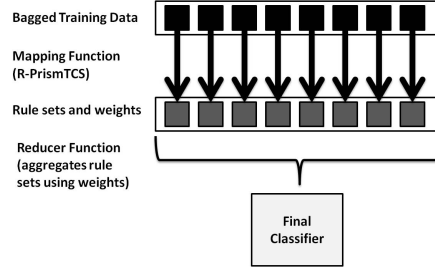 Bagged Training Data
Mapping Function
(R-PrismTCS)
Rule sets and weights
Reducer Function
(aggregates rule
sets using weights)
Final
Classifier